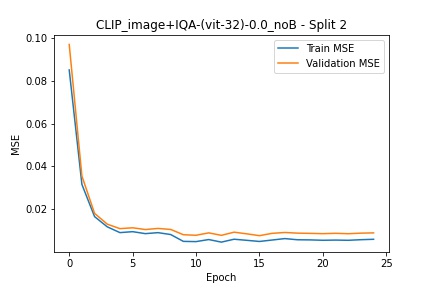 CLIP_image+IQA-(vit-32)-0.0_noB - Split 2
Train MSE
Validation MSE
0.10
0.08
0.06
0.04
0.02
MSE
0 5 10 15 20 25
Epoch